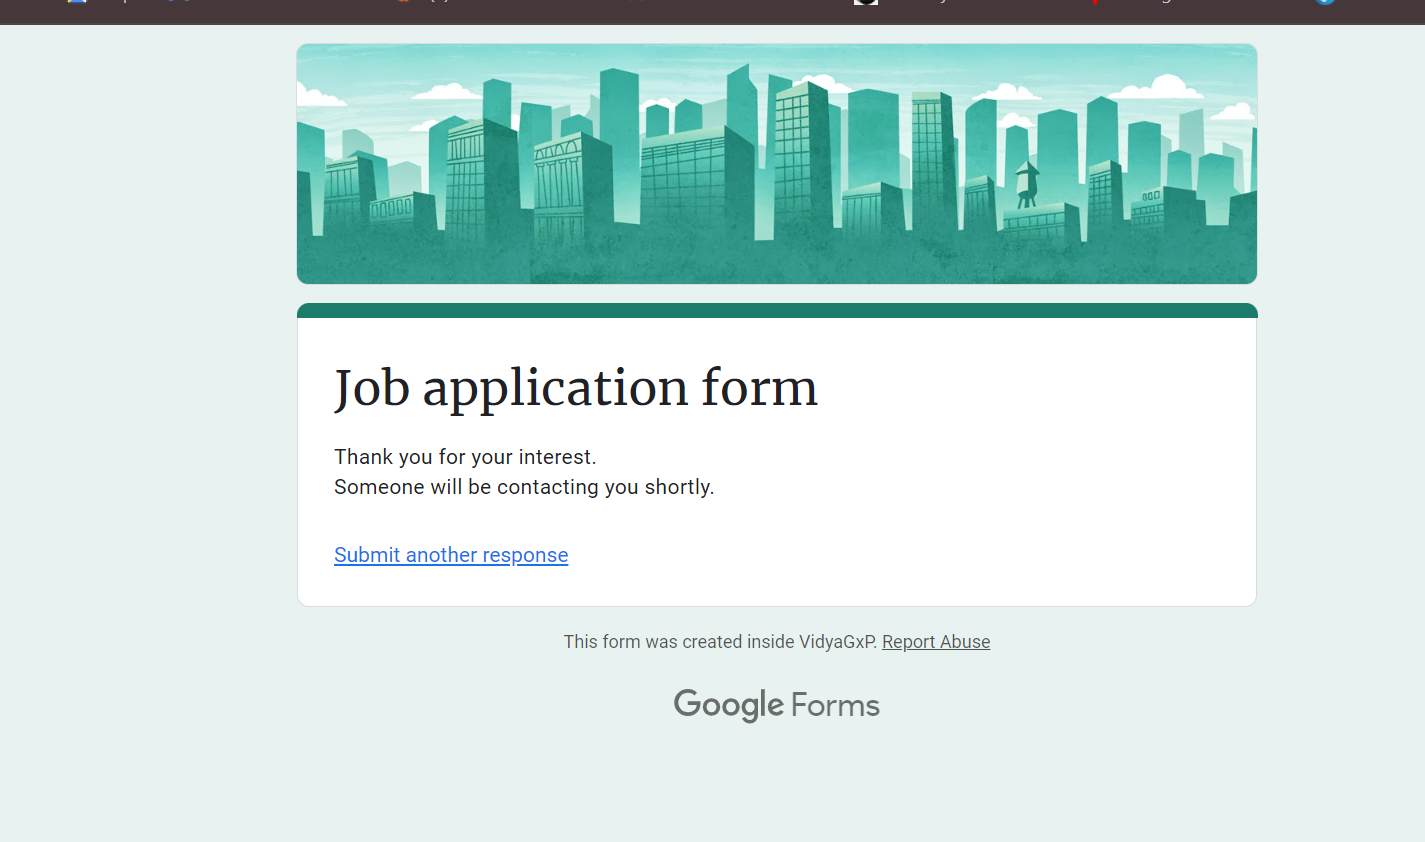 Job application form
Thank you for your interest.
Someone will be contacting you shortly.
Submit another response
This form was created inside VidyaGxP. Report Abuse
Google Forms